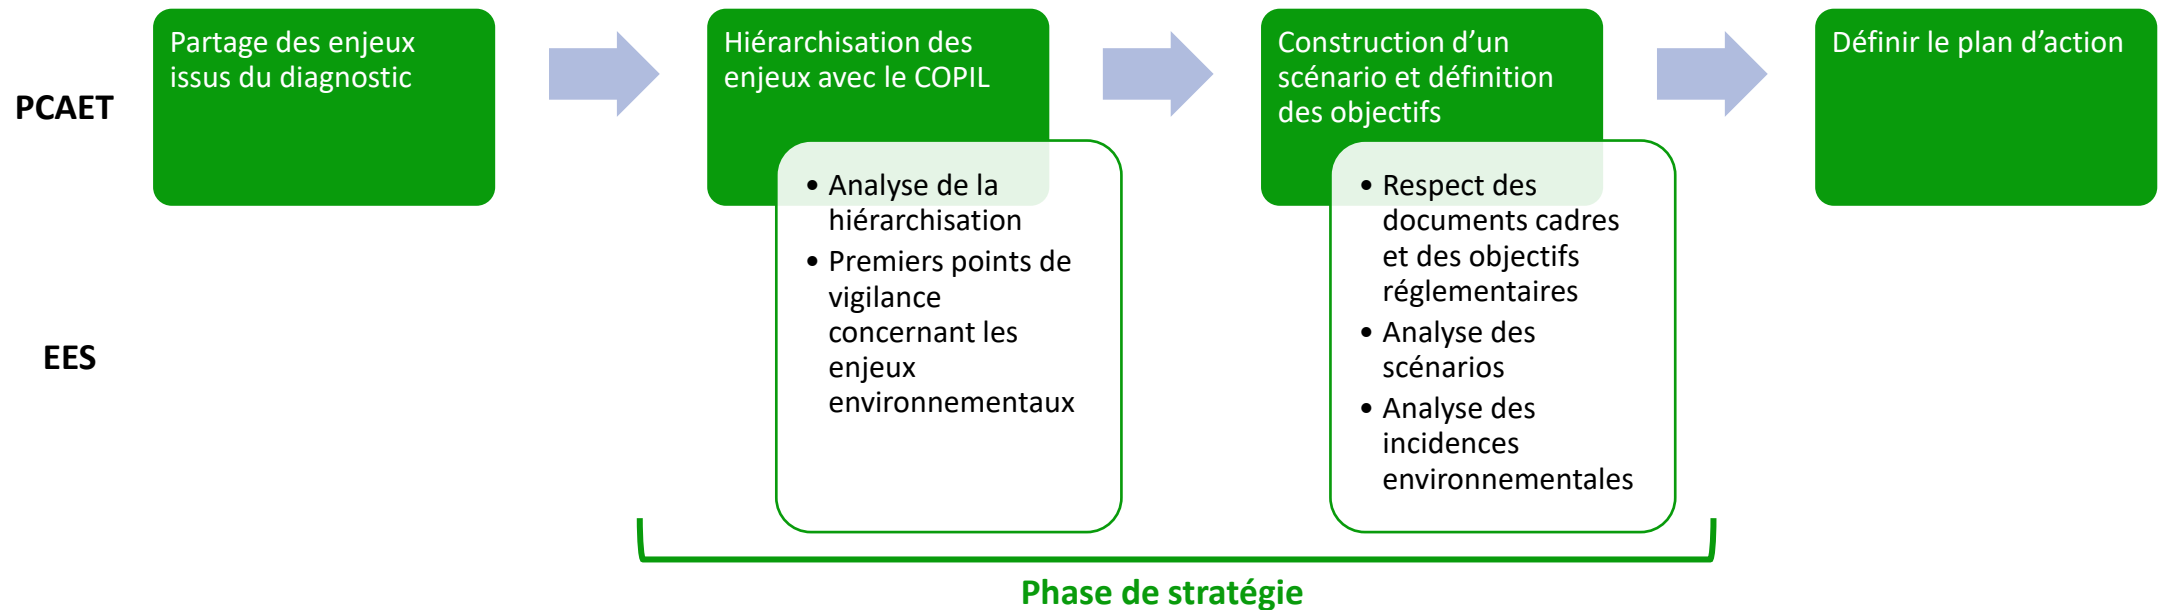 PCAET
Partage des enjeux
issus du diagnostic
Hiérarchisation des
enjeux avec le COPIL
Construction d’un
scénario et définition
des objectifs
Définir le plan d’action
EES
• Analyse de la
hiérarchisation
• Premiers points de
vigilance
concernant les
enjeux
environnementaux
• Respect des
documents cadres
et des objectifs
réglementaires
• Analyse des
scénarios
• Analyse des
incidences
environnementales
Phase de stratégie